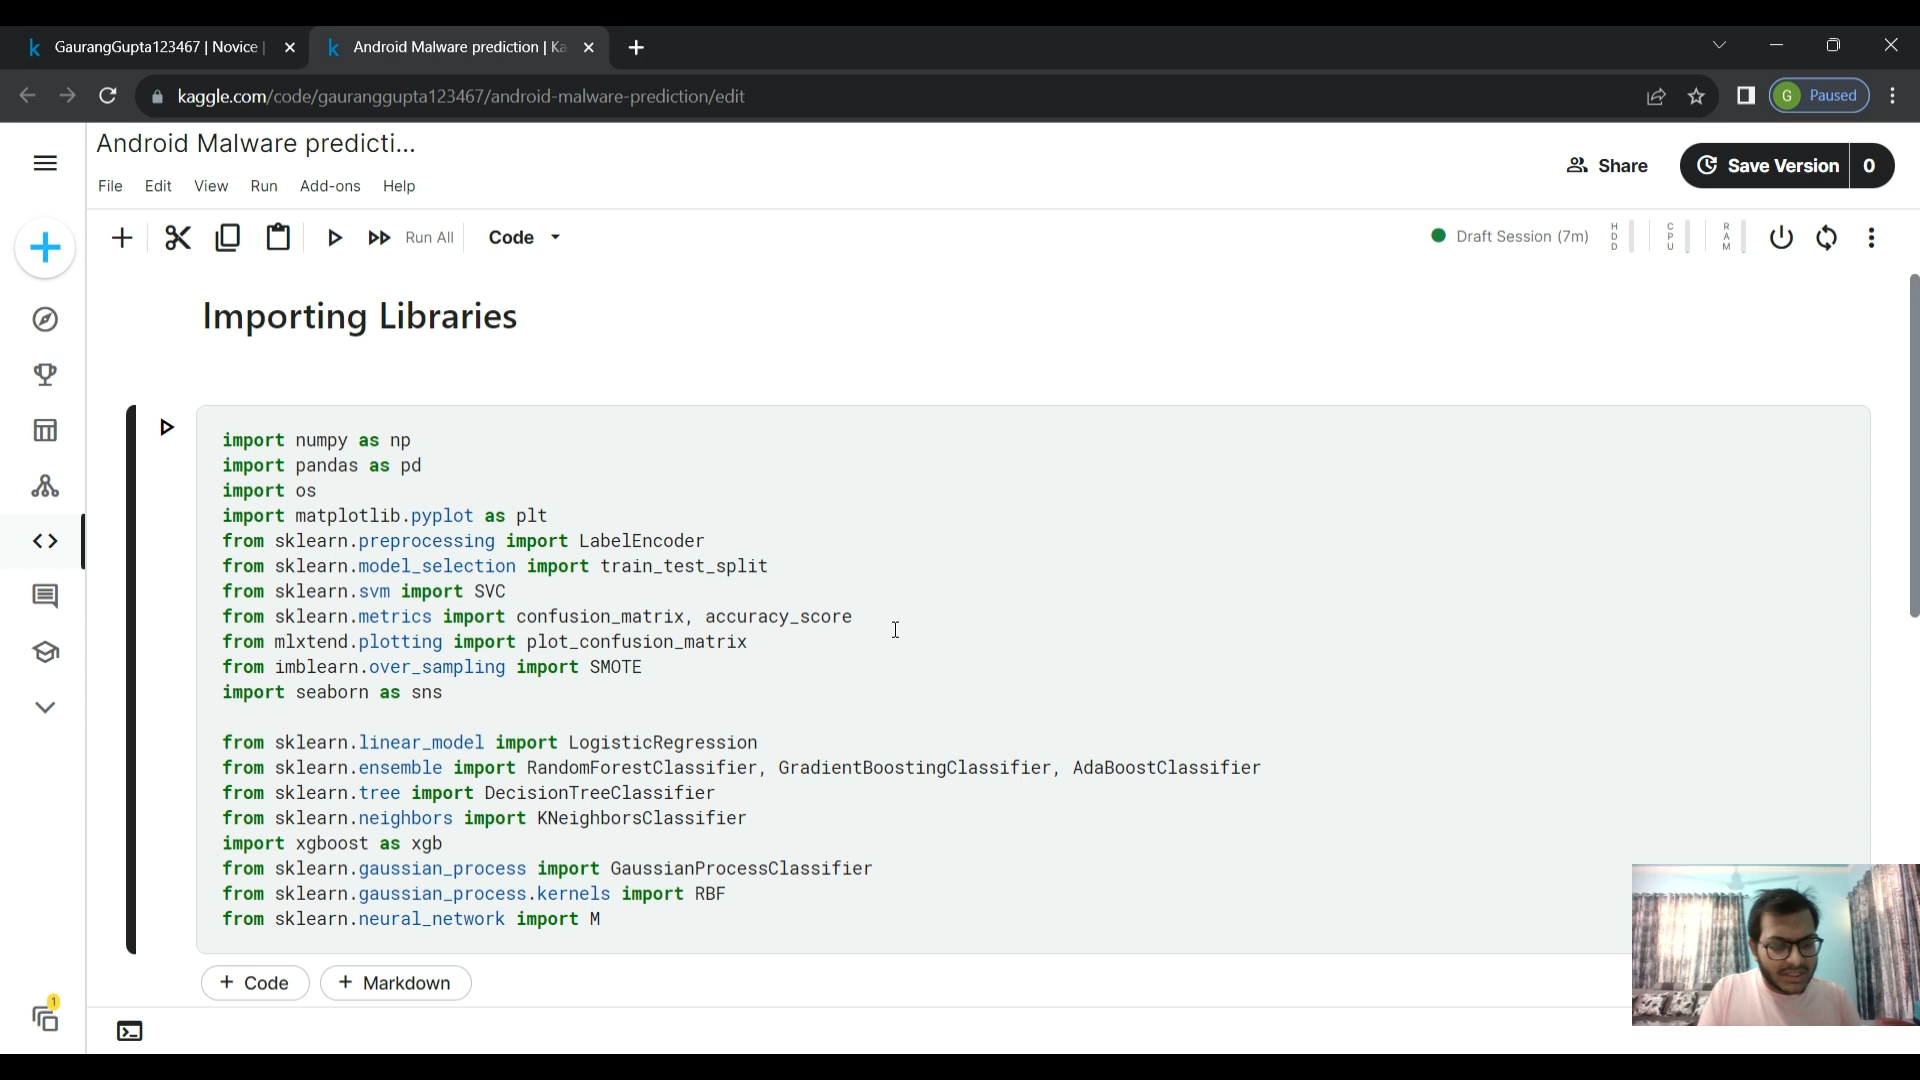 GaurangGupta123467 | Novice |
Android Malware prediction | Ka
kaggle.com/code/gauranggupta123467/android-malware-prediction/edit
G Paused
Android Malware predicti...
File Edit View Run Add-ons Help
Share
Save Version 0
Run All
Code
Draft Session (7m)
HDD
CPU
RAM
Importing Libraries
import numpy as np
import pandas as pd
import os
import matplotlib.pyplot as plt
from sklearn.preprocessing import LabelEncoder
from sklearn.model_selection import train_test_split
from sklearn.svm import SVC
from sklearn.metrics import confusion_matrix, accuracy_score
from mlxtend.plotting import plot_confusion_matrix
from imblearn.over_sampling import SMOTE
import seaborn as sns
from sklearn.linear_model import LogisticRegression
from sklearn.ensemble import RandomForestClassifier, GradientBoostingClassifier, AdaBoostClassifier
from sklearn.tree import DecisionTreeClassifier
from sklearn.neighbors import KNeighborsClassifier
import xgboost as xgb
from sklearn.gaussian_process import GaussianProcessClassifier
from sklearn.gaussian_process.kernels import RBF
from sklearn.neural_network import M
+ Code + Markdown
1